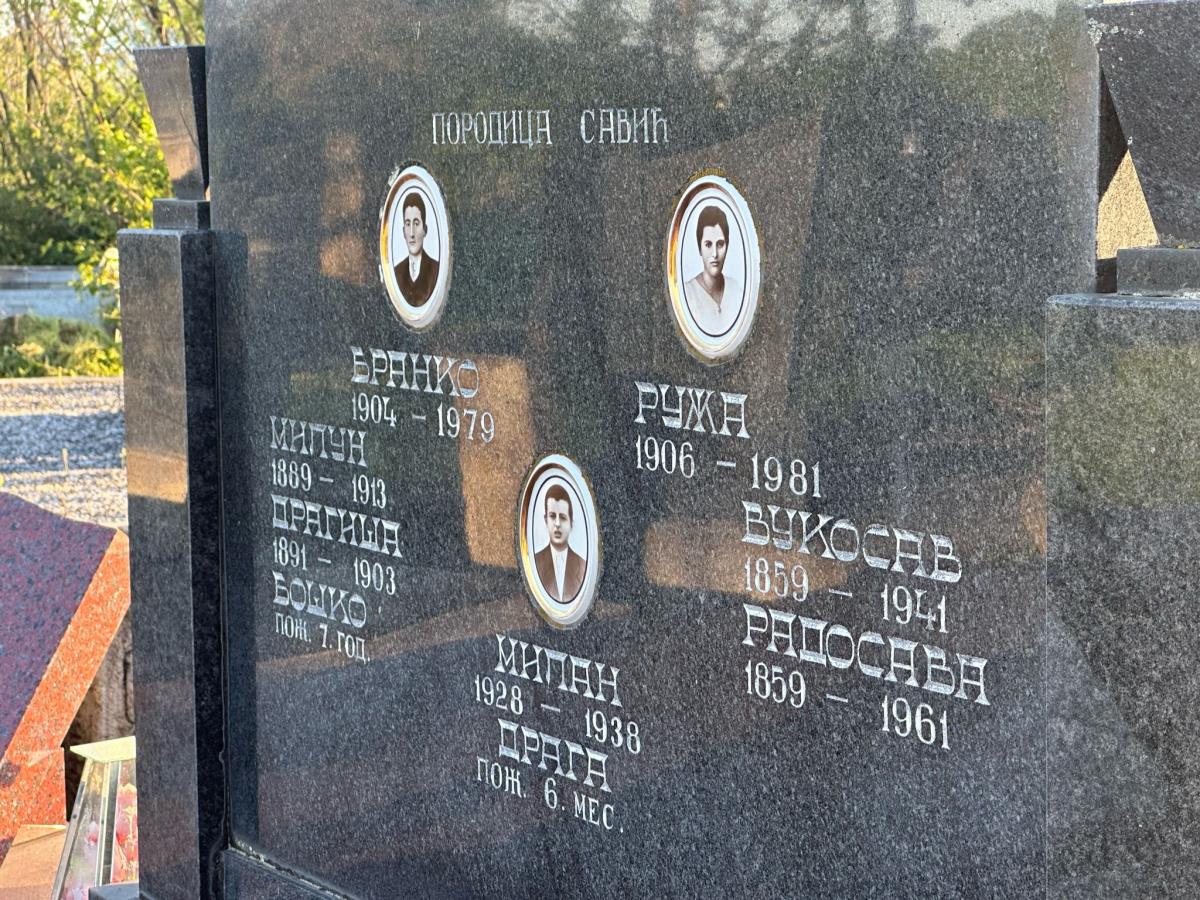 ПОРОДИЦА САВИЋ
БРАНКО
1904 – 1979
МИЛУН
1889 – 1913
ДРАГИША
1891 – 1903
БОШКО
ПОЖ. 7. ГОД.
РУЖА
1906 – 1981
ВУКОСАВ
1859 – 1941
РАДОСАВА
1859 – 1961
МИЛАН
1928 – 1938
ДРАГА
ПОЖ. 6. МЕС.